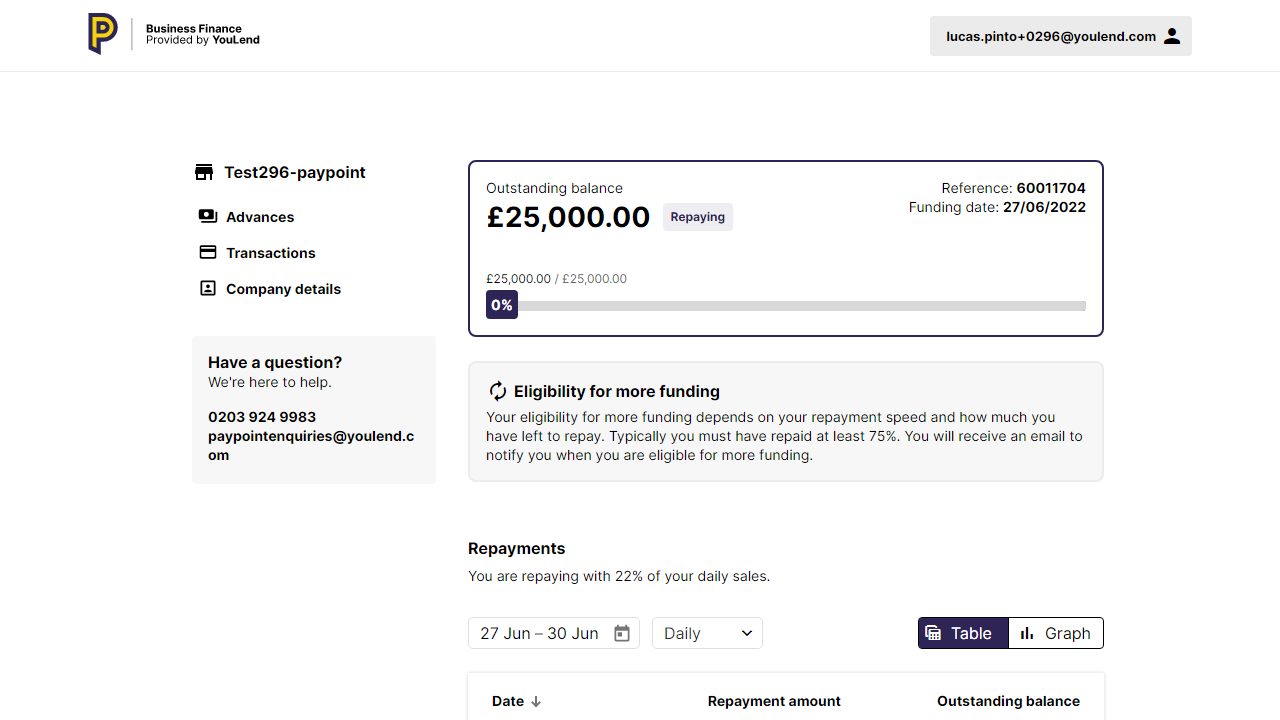 Business Finance
Provided by YouLend
lucas.pinto+0296@youlend.com
Test296-paypoint
Advances
Transactions
Company details
Have a question?
We're here to help.
0203 924 9983
paypointenquiries@youlend.c
om
Outstanding balance
£25,000.00 Repaying
Reference: 60011704
Funding date: 27/06/2022
£25,000.00 / £25,000.00
0%
Eligibility for more funding
Your eligibility for more funding depends on your repayment speed and how much you
have left to repay. Typically you must have repaid at least 75%. You will receive an email to
notify you when you are eligible for more funding.
Repayments
You are repaying with 22% of your daily sales.
27 Jun – 30 Jun Daily Table Graph
Date Repayment amount Outstanding balance